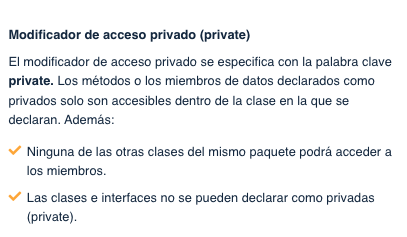 Modificador de acceso privado (private)
El modificador de acceso privado se especifica con la palabra clave
private. Los métodos o los miembros de datos declarados como
privados solo son accesibles dentro de la clase en la que se
declaran. Además:
Ninguna de las otras clases del mismo paquete podrá acceder a
los miembros.
Las clases e interfaces no se pueden declarar como privadas
(private).